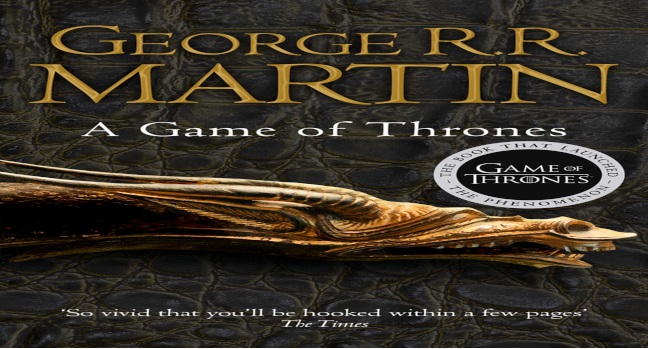 GEORGE R.R.
MARTIN
A Game of Thrones
THE BOOK THAT LAUNCHED
GAME OF
THRONES
THE PHENOMENON
'So vivid that you'll be hooked within a few pages'
The Times